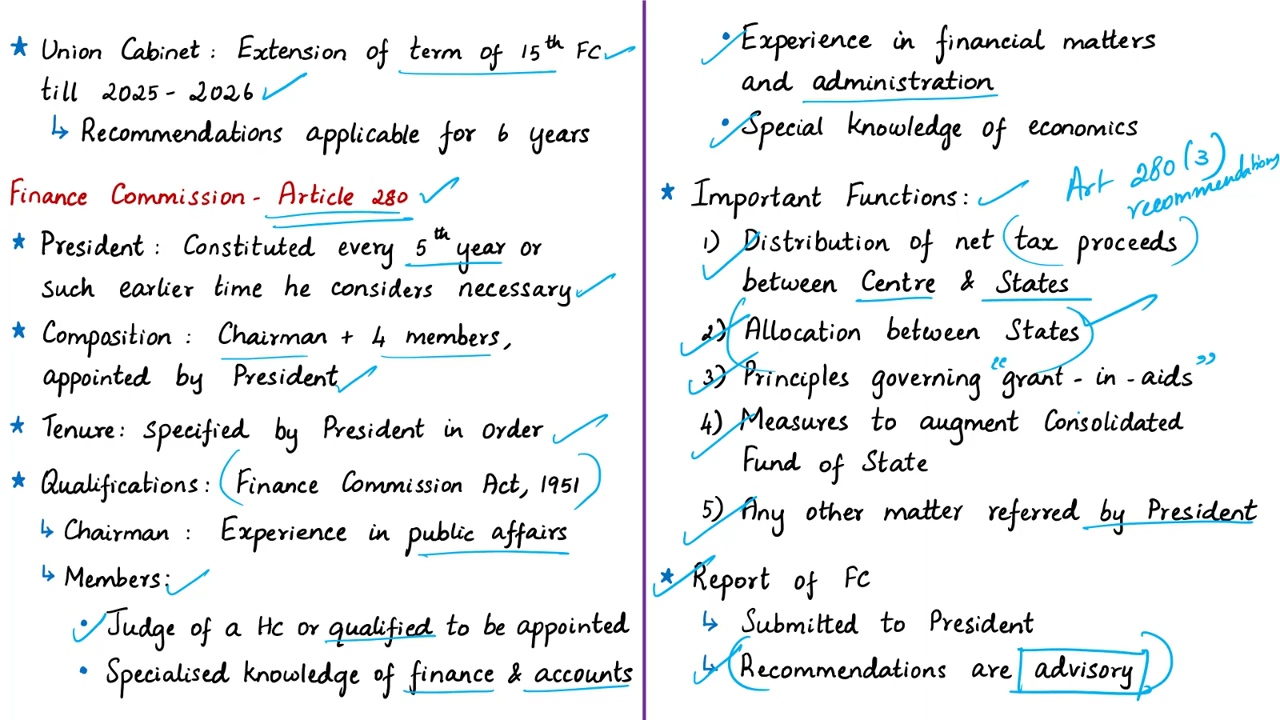 ★ Union Cabinet : Extension of term of 15th FC
till 2025 - 2026
↳ Recommendations applicable for 6 years
Finance Commission - Article 280
★ President : Constituted every 5th year or
such earlier time he considers necessary
★ Composition : Chairman + 4 members,
appointed by President
★ Tenure : specified by President in order
★ Qualifications : (Finance Commission Act, 1951)
↳ Chairman : Experience in public affairs
↳ Members :
• Judge of a HC or qualified to be appointed
• Specialised knowledge of finance & accounts
• Experience in financial matters
and administration
• Special knowledge of economics
★ Important Functions :
Art 280 (3)
recommendations
1) Distribution of net (tax proceeds)
between Centre & States
2) (Allocation between States)
3) Principles governing "grant - in - aids"
4) Measures to augment Consolidated
Fund of State
5) Any other matter referred by President
★ Report of FC
↳ Submitted to President
↳ (Recommendations are advisory)